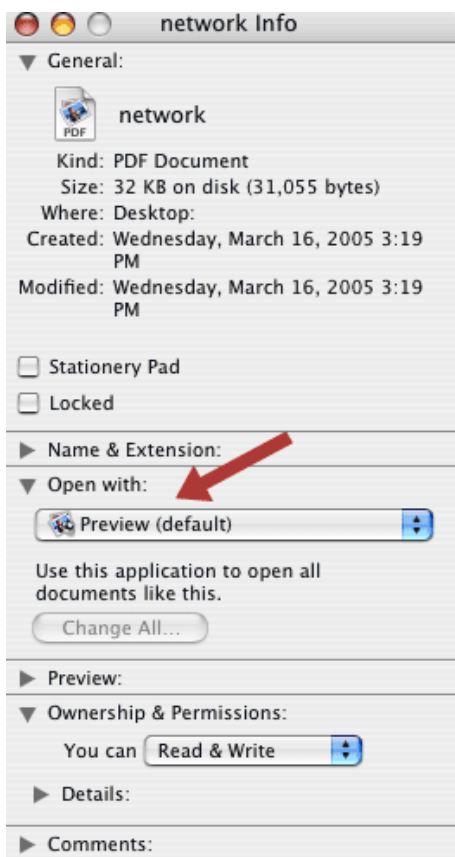 network Info
General:
PDF
network
Kind: PDF Document
Size: 32 KB on disk (31,055 bytes)
Where: Desktop:
Created: Wednesday, March 16, 2005 3:19
PM
Modified: Wednesday, March 16, 2005 3:19
PM
Stationery Pad
Locked
Name & Extension:
Open with:
Preview (default)
Use this application to open all
documents like this.
Change All...
Preview:
Ownership & Permissions:
You can Read & Write
Details:
Comments: